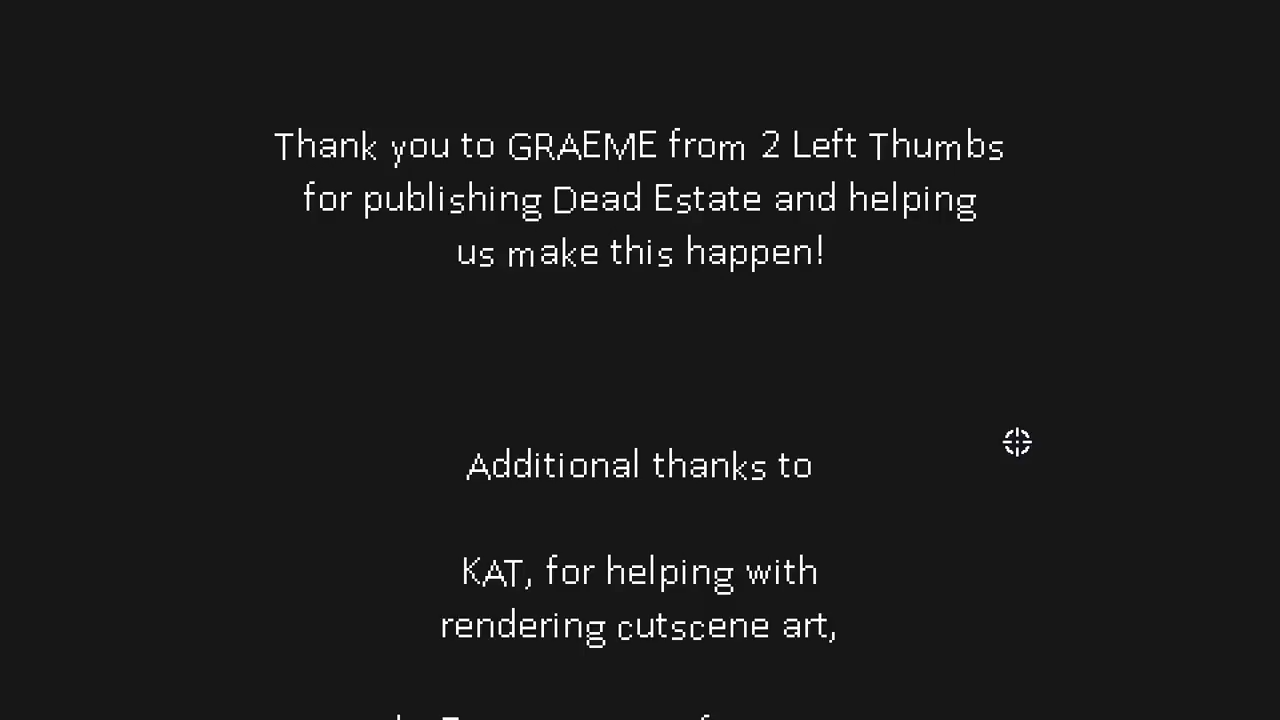 Thank you to GRAEME from 2 Left Thumbs
for publishing Dead Estate and helping
us make this happen!
Additional thanks to
KAT, for helping with
rendering cutscene art,